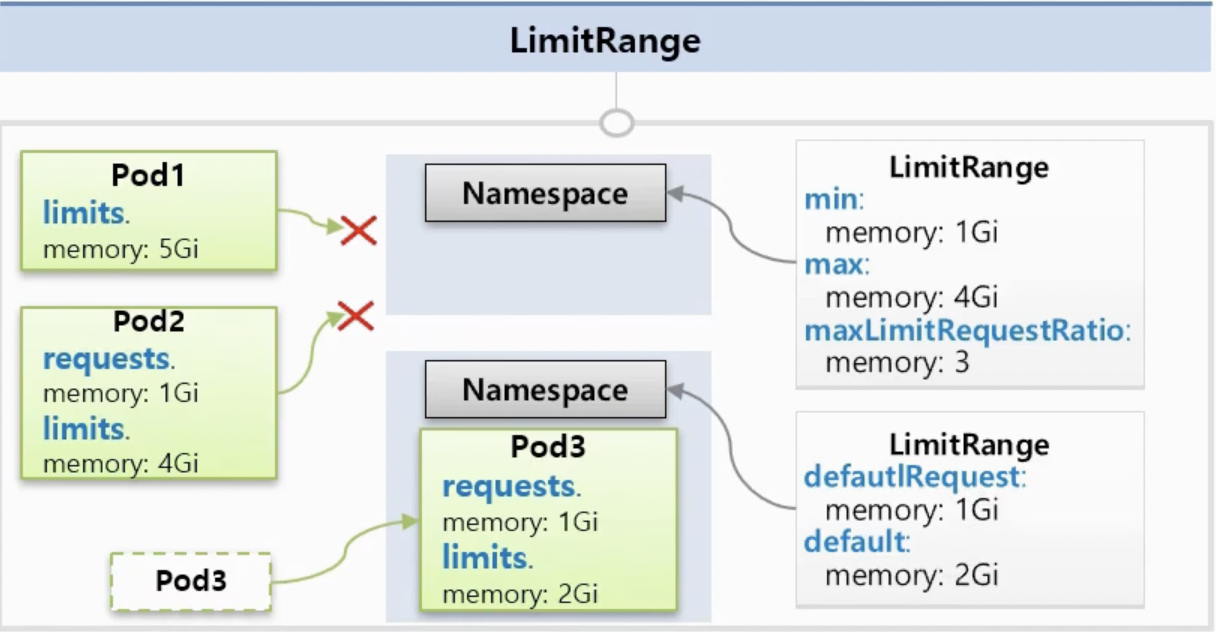 LimitRange
Pod1
limits.
memory: 5Gi
Pod2
requests.
memory: 1Gi
limits.
memory: 4Gi
Pod3
Namespace
Namespace
Pod3
requests.
memory: 1Gi
limits.
memory: 2Gi
LimitRange
min:
memory: 1Gi
max:
memory: 4Gi
maxLimitRequestRatio:
memory: 3
LimitRange
defautlRequest:
memory: 1Gi
default:
memory: 2Gi